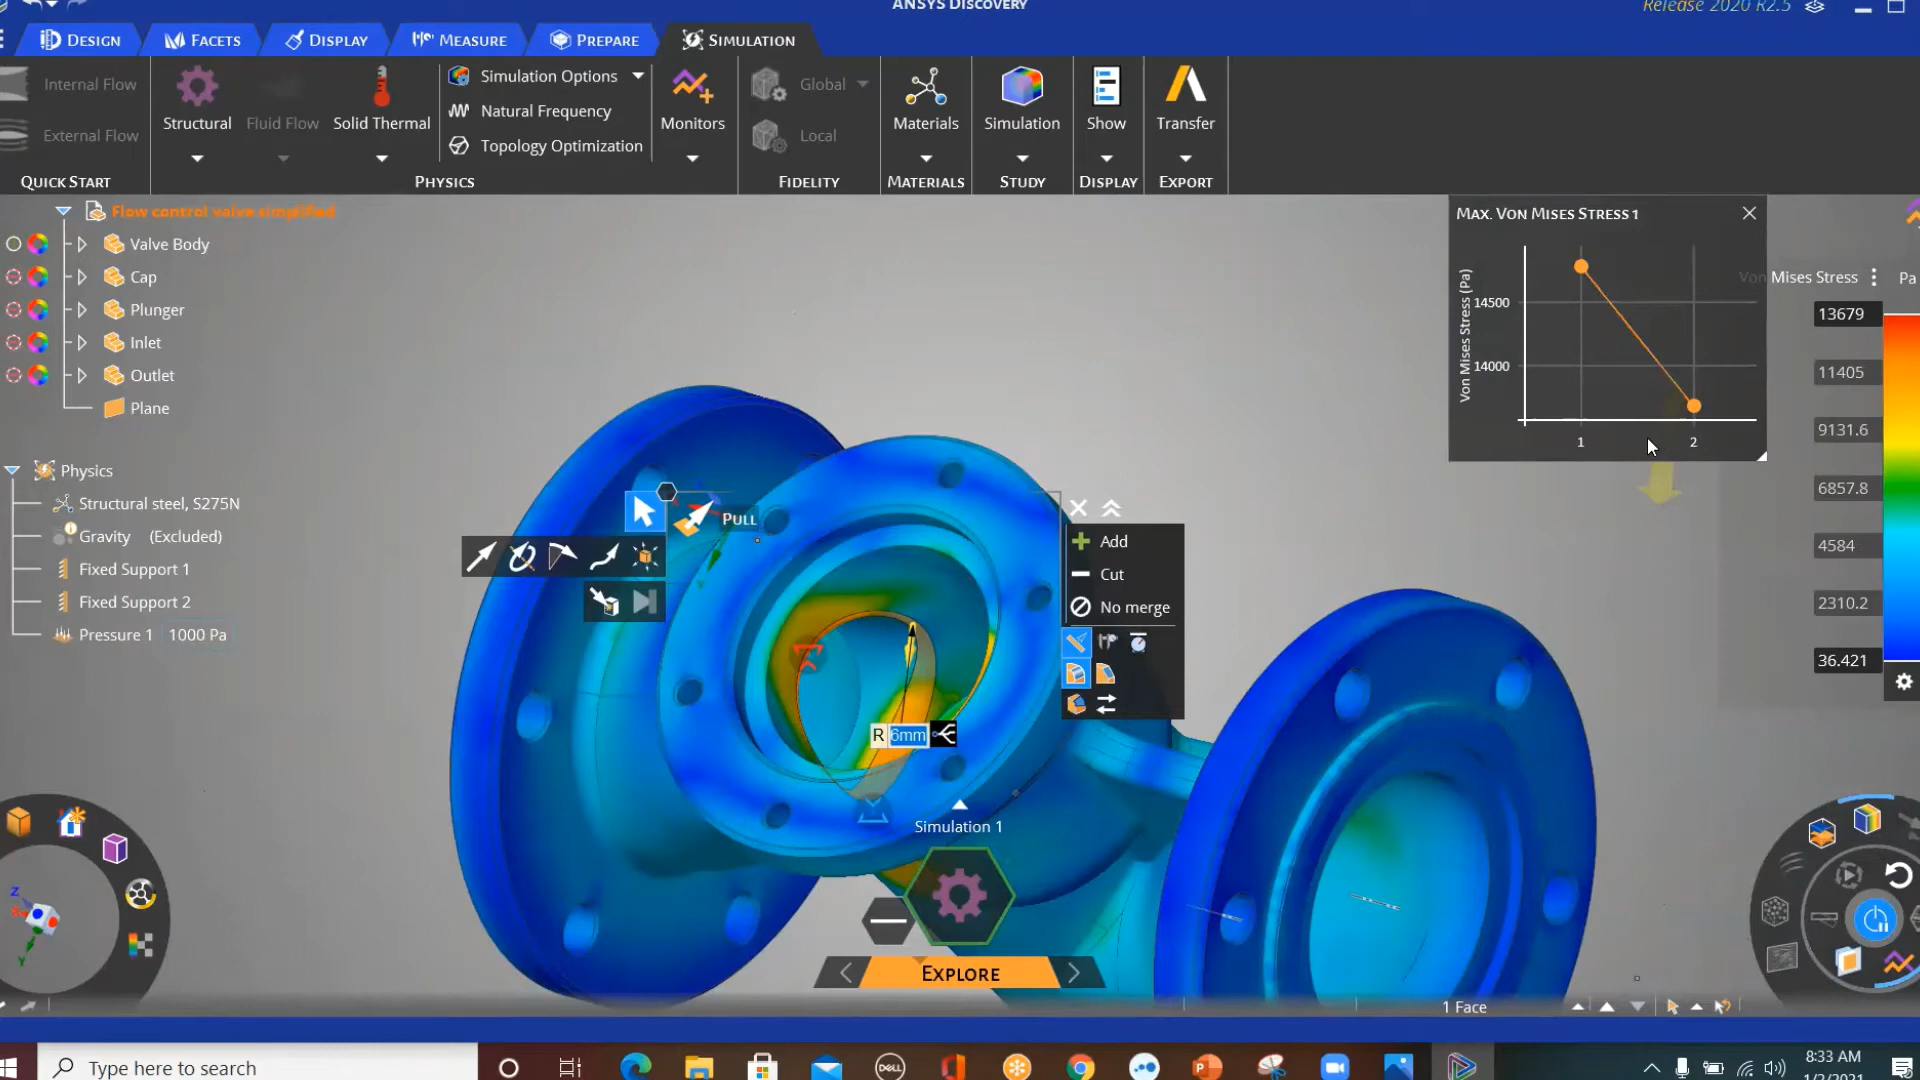 ANSYS DISCOVERY
Release 2020 R2.5
DESIGN
FACETS
DISPLAY
MEASURE
PREPARE
SIMULATION
Internal Flow
External Flow
QUICK START
Structural
Fluid Flow
Solid Thermal
Simulation Options
Natural Frequency
Topology Optimization
PHYSICS
Monitors
Global
Local
FIDELITY
Materials
MATERIALS
Simulation
STUDY
Show
DISPLAY
Transfer
EXPORT
Flow control valve simplified
Valve Body
Cap
Plunger
Inlet
Outlet
Plane
Physics
Structural steel, S275N
Gravity (Excluded)
Fixed Support 1
Fixed Support 2
Pressure 1 1000 Pa
MAX. VON MISES STRESS 1
Von Mises Stress (Pa)
14500
14000
1 2
Von Mises Stress Pa
13679
11405
9131.6
6857.8
4584
2310.2
36.421
PULL
Add
Cut
No merge
R 6mm
Simulation 1
EXPLORE
Z
X
Y
1 Face
Type here to search
DELL
8:33 AM